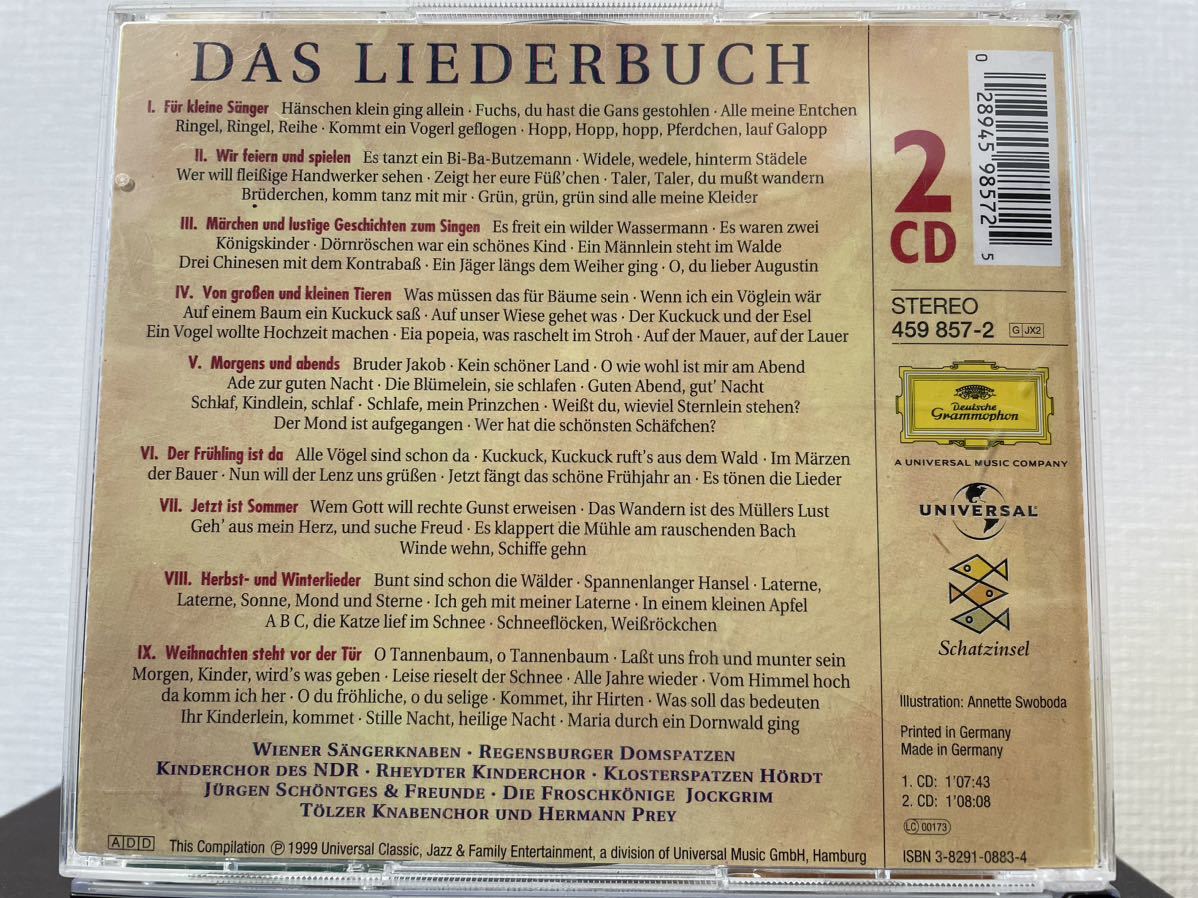 DAS LIEDERBUCH
I. Für kleine Sänger Hänschen klein ging allein · Fuchs, du hast die Gans gestohlen · Alle meine Entchen
Ringel, Ringel, Reihe · Kommt ein Vogerl geflogen · Hopp, Hopp, hopp, Pferdchen, lauf Galopp
II. Wir feiern und spielen Es tanzt ein Bi-Ba-Butzemann · Widele, wedele, hinterm Städele
Wer will fleißige Handwerker sehen · Zeigt her eure Füß'chen · Taler, Taler, du mußt wandern
Brüderchen, komm tanz mit mir · Grün, grün, grün sind alle meine Kleider
III. Märchen und lustige Geschichten zum Singen Es freit ein wilder Wassermann · Es waren zwei
Königskinder · Dörnröschen war ein schönes Kind · Ein Männlein steht im Walde
Drei Chinesen mit dem Kontrabaß · Ein Jäger längs dem Weiher ging · O, du lieber Augustin
IV. Von großen und kleinen Tieren Was müssen das für Bäume sein · Wenn ich ein Vöglein wär
Auf einem Baum ein Kuckuck saß · Auf unser Wiese gehet was · Der Kuckuck und der Esel
Ein Vogel wollte Hochzeit machen · Eia popeia, was raschelt im Stroh · Auf der Mauer, auf der Lauer
V. Morgens und abends Bruder Jakob · Kein schöner Land · O wie wohl ist mir am Abend
Ade zur guten Nacht · Die Blümelein, sie schlafen · Guten Abend, gut' Nacht
Schlaf, Kindlein, schlaf · Schlafe, mein Prinzchen · Weißt du, wieviel Sternlein stehen?
Der Mond ist aufgegangen · Wer hat die schönsten Schäfchen?
VI. Der Frühling ist da Alle Vögel sind schon da · Kuckuck, Kuckuck ruft's aus dem Wald · Im Märzen
der Bauer · Nun will der Lenz uns grüßen · Jetzt fängt das schöne Frühjahr an · Es tönen die Lieder
VII. Jetzt ist Sommer Wem Gott will rechte Gunst erweisen · Das Wandern ist des Müllers Lust
Geh' aus mein Herz, und suche Freud · Es klappert die Mühle am rauschenden Bach
Winde wehn, Schiffe gehn
VIII. Herbst- und Winterlieder Bunt sind schon die Wälder · Spannenlanger Hansel · Laterne,
Laterne, Sonne, Mond und Sterne · Ich geh mit meiner Laterne · In einem kleinen Apfel
A B C, die Katze lief im Schnee · Schneeflöcken, Weißröckchen
IX. Weihnachten steht vor der Tür O Tannenbaum, o Tannenbaum · Laßt uns froh und munter sein
Morgen, Kinder, wird's was geben · Leise rieselt der Schnee · Alle Jahre wieder · Vom Himmel hoch
da komm ich her · O du fröhliche, o du selige · Kommet, ihr Hirten · Was soll das bedeuten
Ihr Kinderlein, kommet · Stille Nacht, heilige Nacht · Maria durch ein Dornwald ging
WIENER SÄNGERKNABEN · REGENSBURGER DOMSPATZEN
KINDERCHOR DES NDR · RHEYDTER KINDERCHOR · KLOSTERSPATZEN HÖRDT
JÜRGEN SCHÖNTGES & FREUNDE · DIE FROSCHKÖNIGE JOCKGRIM
TÖLZER KNABENCHOR UND HERMANN PREY
ADD This Compilation ℗ 1999 Universal Classic, Jazz & Family Entertainment, a division of Universal Music GmbH, Hamburg
2
CD
0 28945 98572 5
STEREO
459 857-2 G JX2
Deutsche
Grammophon
A UNIVERSAL MUSIC COMPANY
UNIVERSAL
Schatzinsel
Illustration: Annette Swoboda
Printed in Germany
Made in Germany
1. CD: 1'07:43
2. CD: 1'08:08
LC 00173
ISBN 3-8291-0883-4